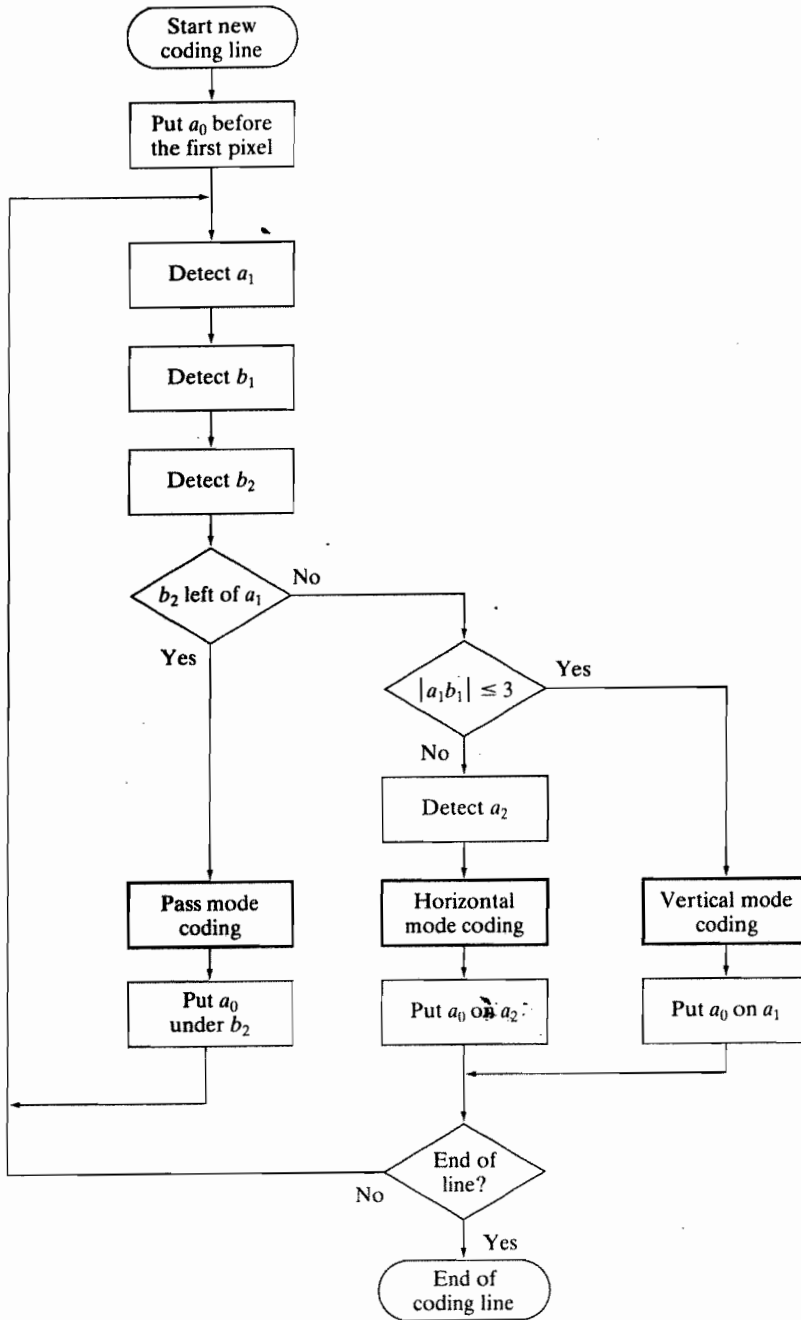 Start new
coding line
Put a₀ before
the first pixel
Detect a₁
Detect b₁
Detect b₂
b₂ left of a₁
No
Yes
|a₁b₁| ≤ 3
Yes
No
Detect a₂
Pass mode
coding
Horizontal
mode coding
Vertical mode
coding
Put a₀
under b₂
Put a₀ on a₂
Put a₀ on a₁
End of
line?
No
Yes
End of
coding line